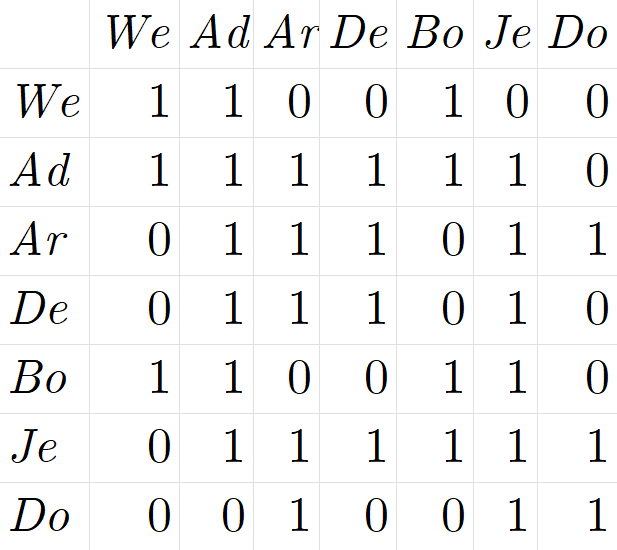 We Ad Ar De Bo Je Do
We 1 1 0 0 1 0 0
Ad 1 1 1 1 1 1 0
Ar 0 1 1 1 0 1 1
De 0 1 1 1 0 1 0
Bo 1 1 0 0 1 1 0
Je 0 1 1 1 1 1 1
Do 0 0 1 0 0 1 1